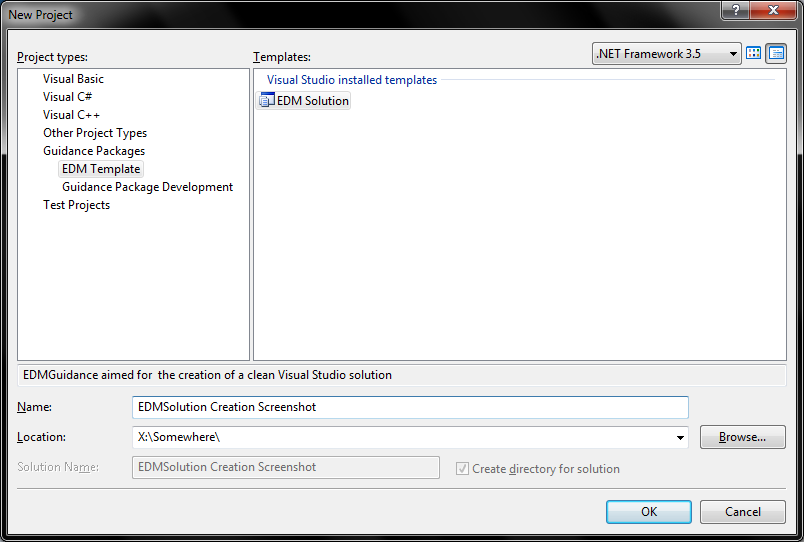 New Project
?
Project types:
Templates:
.NET Framework 3.5
Visual Basic
Visual C#
Visual C++
Other Project Types
Guidance Packages
EDM Template
Guidance Package Development
Test Projects
Visual Studio installed templates
EDM Solution
EDMGuidance aimed for  the creation of a clean Visual Studio solution
Name:
EDMSolution Creation Screenshot
Location:
X:\Somewhere\
Browse...
Solution Name:
EDMSolution Creation Screenshot
Create directory for solution
OK
Cancel